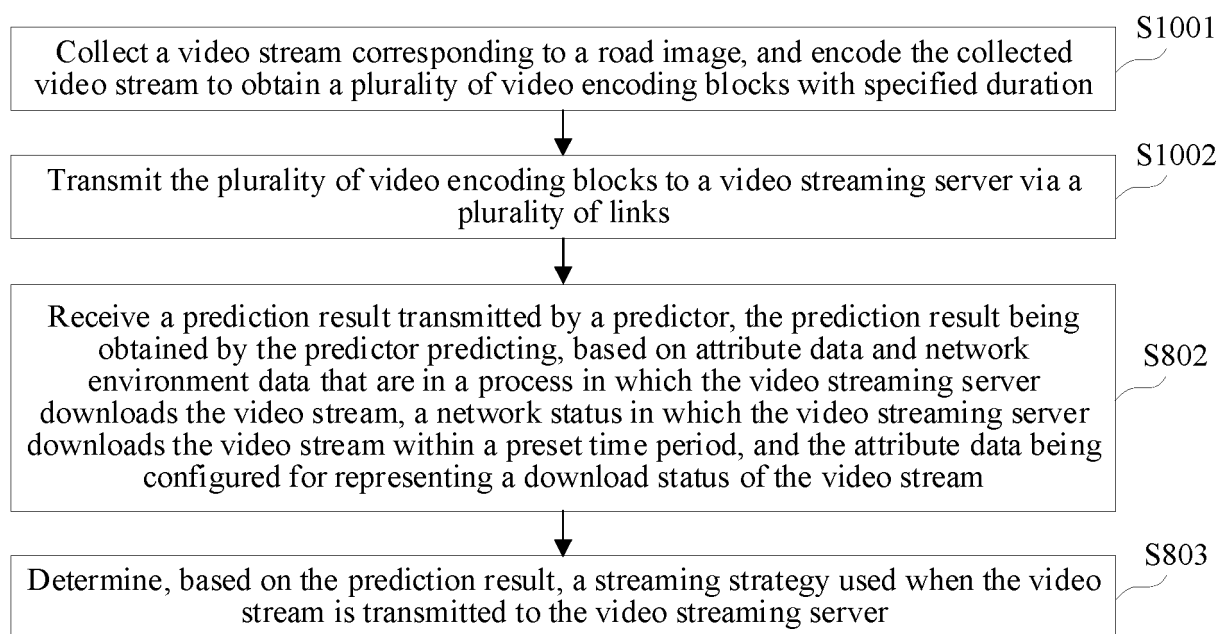 S1001
Collect a video stream corresponding to a road image, and encode the collected
video stream to obtain a plurality of video encoding blocks with specified duration
S1002
Transmit the plurality of video encoding blocks to a video streaming server via a
plurality of links
Receive a prediction result transmitted by a predictor, the prediction result being
obtained by the predictor predicting, based on attribute data and network
environment data that are in a process in which the video streaming server
downloads the video stream, a network status in which the video streaming server
downloads the video stream within a preset time period, and the attribute data being
configured for representing a download status of the video stream
S802
Determine, based on the prediction result, a streaming strategy used when the video
stream is transmitted to the video streaming server
S803